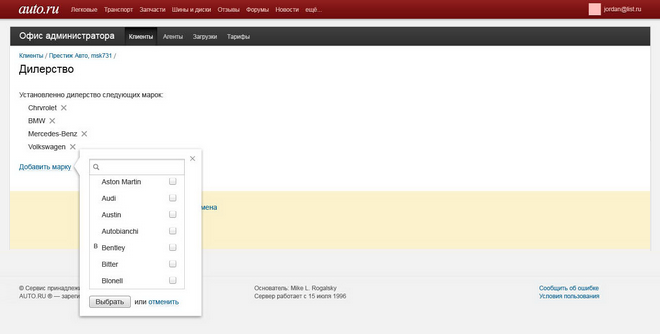 auto.ru Легковые Транспорт Запчасти Шины и диски Отзывы Форумы Новости ещё... jordan@list.ru
Офис администратора Клиенты Агенты Загрузки Тарифы
Клиенты / Престиж Авто, msk731 /
Дилерство
Установленно дилерство следующих марок:
Chrvrolet
BMW
Mercedes-Benz
Volkswagen
Добавить марку
Aston Martin
Audi
Austin
Autobianchi
B Bentley
Bitter
Blonell
Выбрать или отменить
мена
© Сервис принадлежи
AUTO.RU ® — зареги
Основатель: Mike L. Rogalsky
Сервер работает с 15 июля 1996
Сообщить об ошибке
Условия пользования